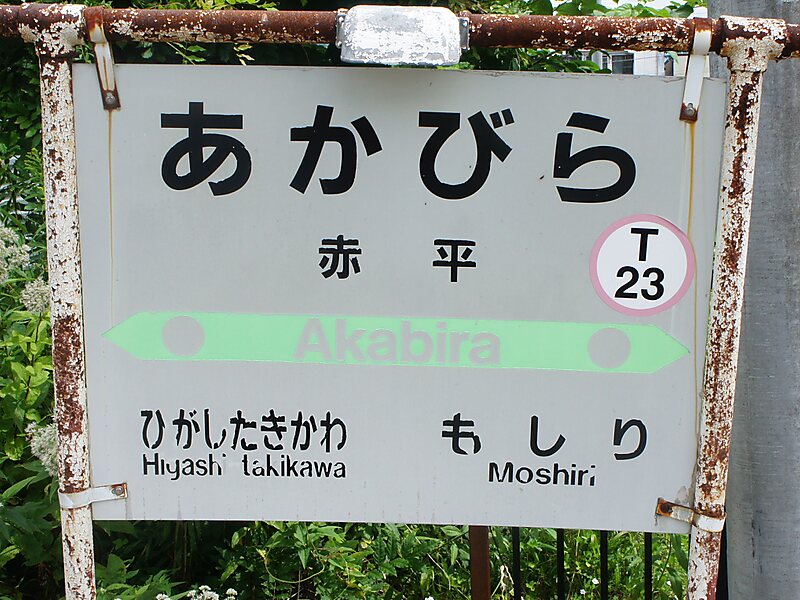 あかびら
赤平
T
23
Akabira
ひがしたきかわ
Hiyashi takikawa
もしり
Moshiri